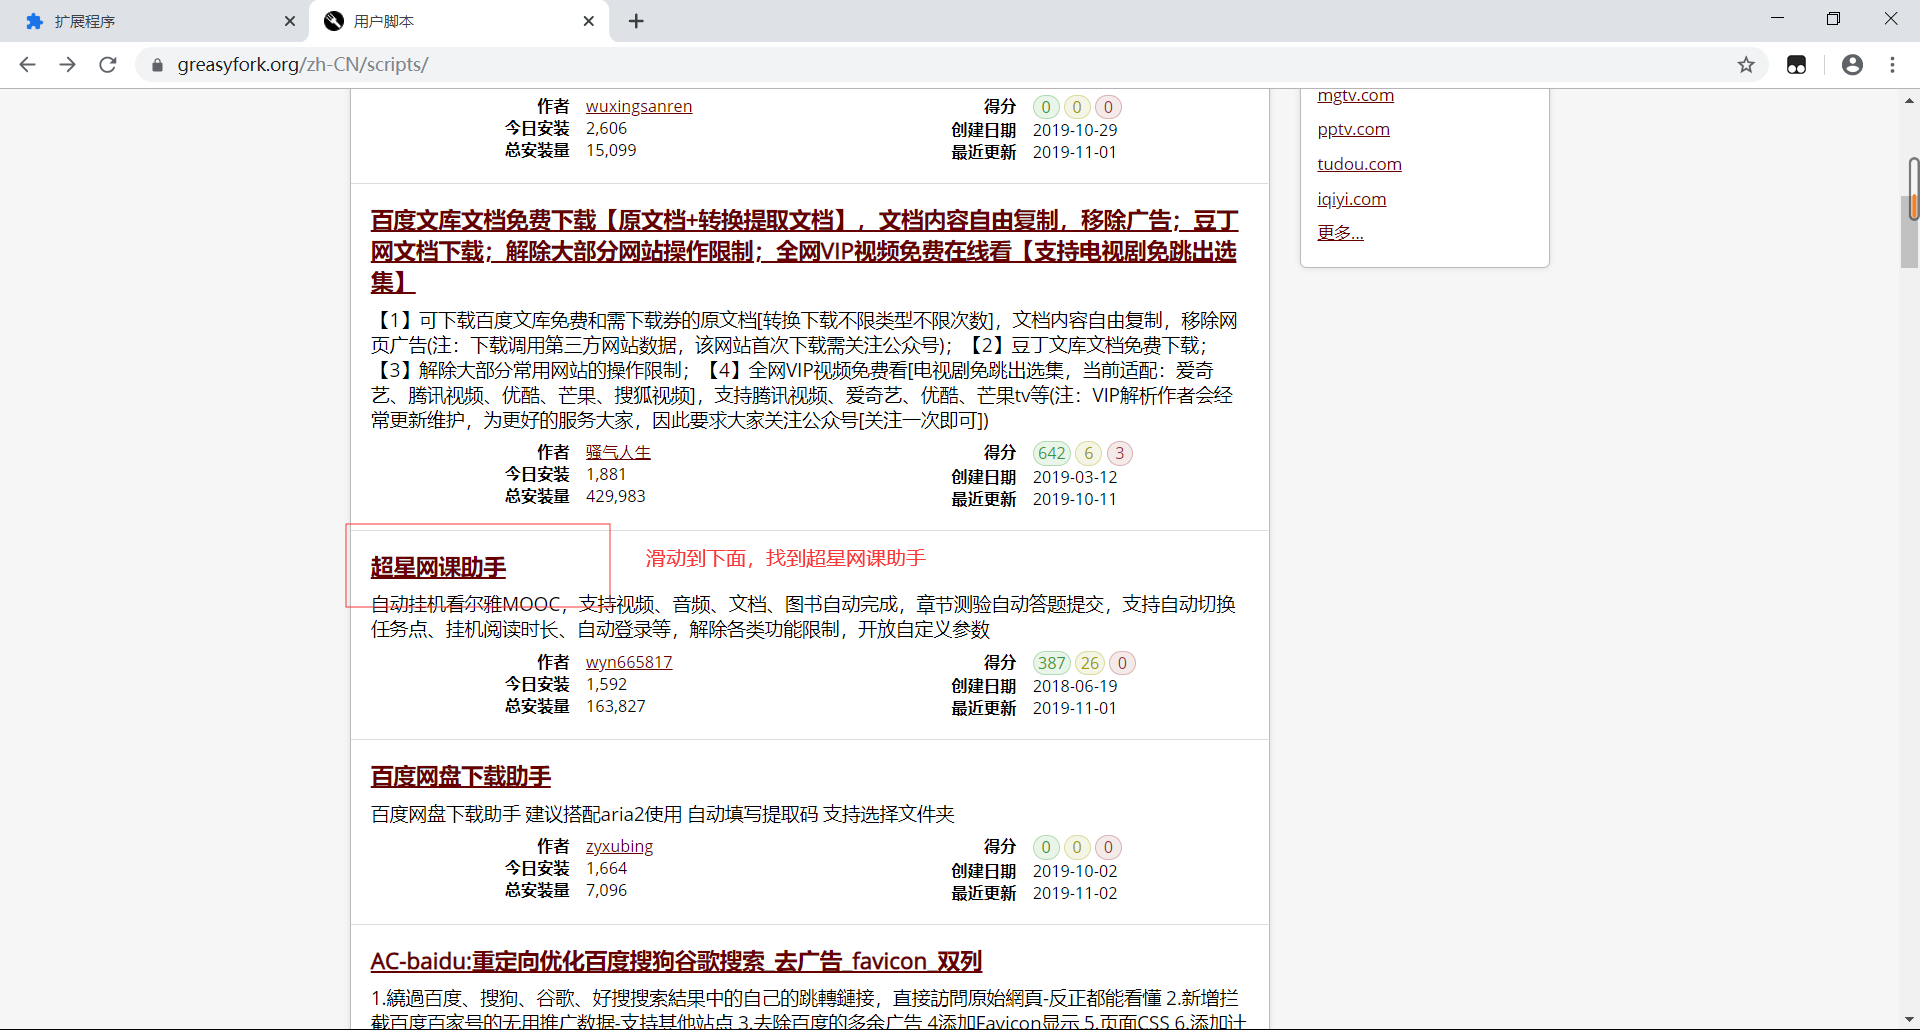 扩展程序
用户脚本
greasyfork.org/zh-CN/scripts/
作者 wuxingsanren
今日安装 2,606
总安装量 15,099
得分 0 0 0
创建日期 2019-10-29
最近更新 2019-11-01
百度文库文档免费下载【原文档+转换提取文档】，文档内容自由复制，移除广告；豆丁
网文档下载；解除大部分网站操作限制；全网VIP视频免费在线看【支持电视剧免跳出选
集】
【1】可下载百度文库免费和需下载券的原文档[转换下载不限类型不限次数]，文档内容自由复制，移除网
页广告(注：下载调用第三方网站数据，该网站首次下载需关注公众号)；【2】豆丁文库文档免费下载；
【3】解除大部分常用网站的操作限制；【4】全网VIP视频免费看[电视剧免跳出选集，当前适配：爱奇
艺、腾讯视频、优酷、芒果、搜狐视频]，支持腾讯视频、爱奇艺、优酷、芒果tv等(注：VIP解析作者会经
常更新维护，为更好的服务大家，因此要求大家关注公众号[关注一次即可])
作者 骚气人生
今日安装 1,881
总安装量 429,983
得分 642 6 3
创建日期 2019-03-12
最近更新 2019-10-11
超星网课助手
滑动到下面，找到超星网课助手
自动挂机看尔雅MOOC，支持视频、音频、文档、图书自动完成，章节测验自动答题提交，支持自动切换
任务点、挂机阅读时长、自动登录等，解除各类功能限制，开放自定义参数
作者 wyn665817
今日安装 1,592
总安装量 163,827
得分 387 26 0
创建日期 2018-06-19
最近更新 2019-11-01
百度网盘下载助手
百度网盘下载助手 建议搭配aria2使用 自动填写提取码 支持选择文件夹
作者 zyxubing
今日安装 1,664
总安装量 7,096
得分 0 0 0
创建日期 2019-10-02
最近更新 2019-11-02
AC-baidu:重定向优化百度搜狗谷歌搜索_去广告_favicon_双列
1.繞過百度、搜狗、谷歌、好搜搜索結果中的自己的跳轉鏈接，直接訪問原始網頁-反正都能看懂 2.新增拦
截百度百家号的无用推广数据-支持其他站点 3.去除百度的多余广告 4添加Favicon显示 5.页面CSS 6.添加计
mgtv.com
pptv.com
tudou.com
iqiyi.com
更多...